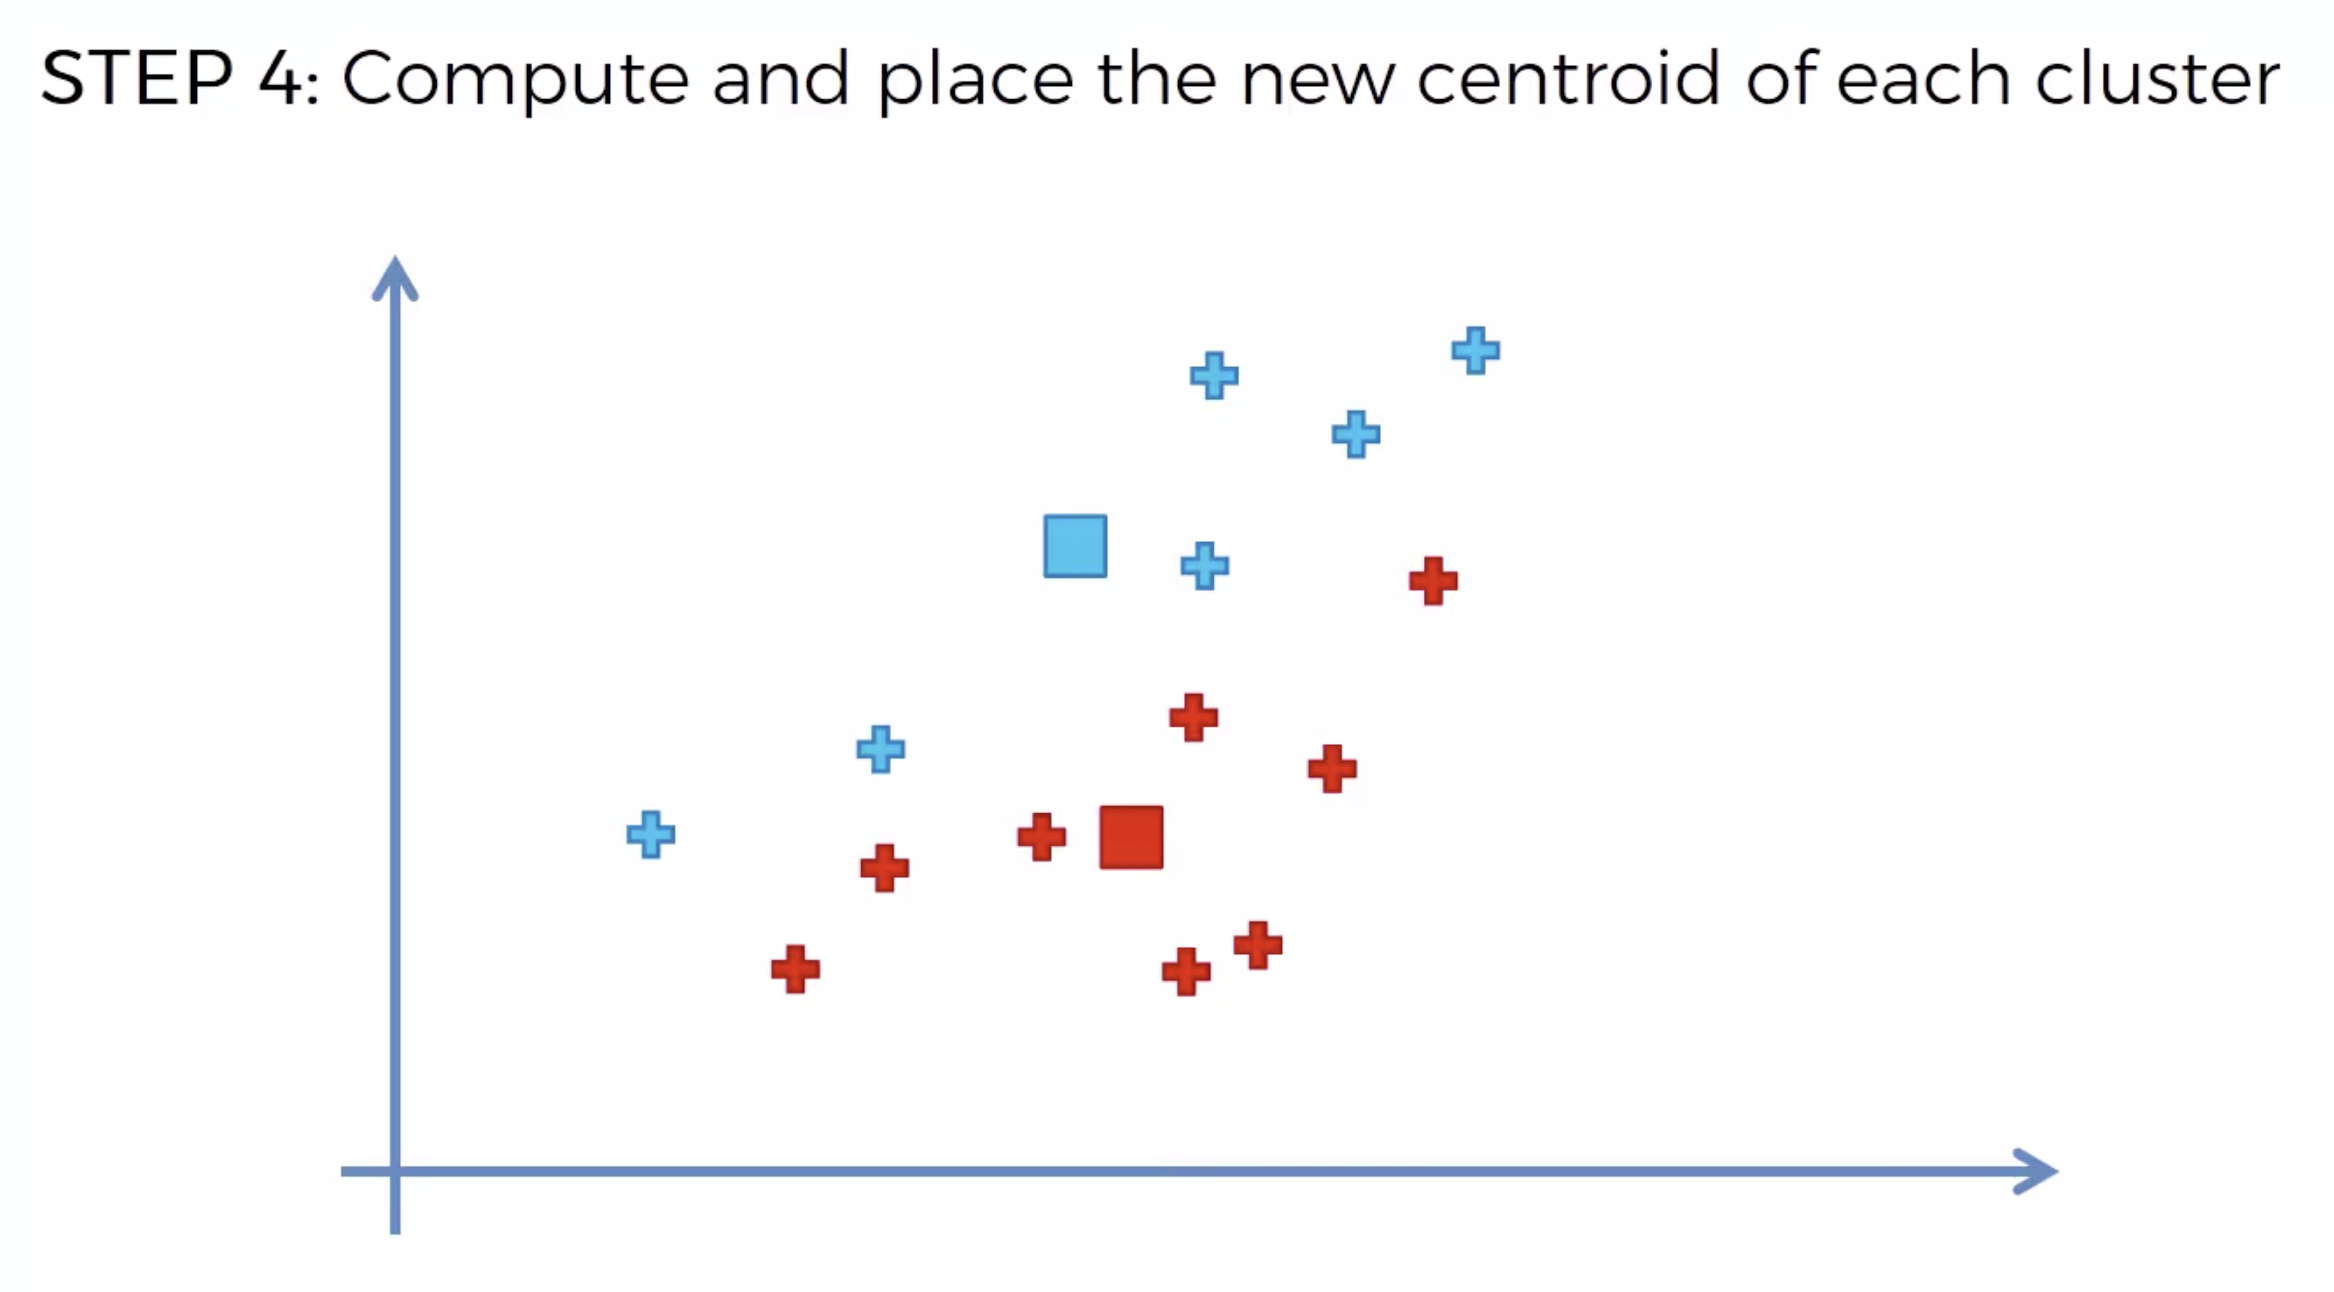 STEP 4: Compute and place the new centroid of each cluster